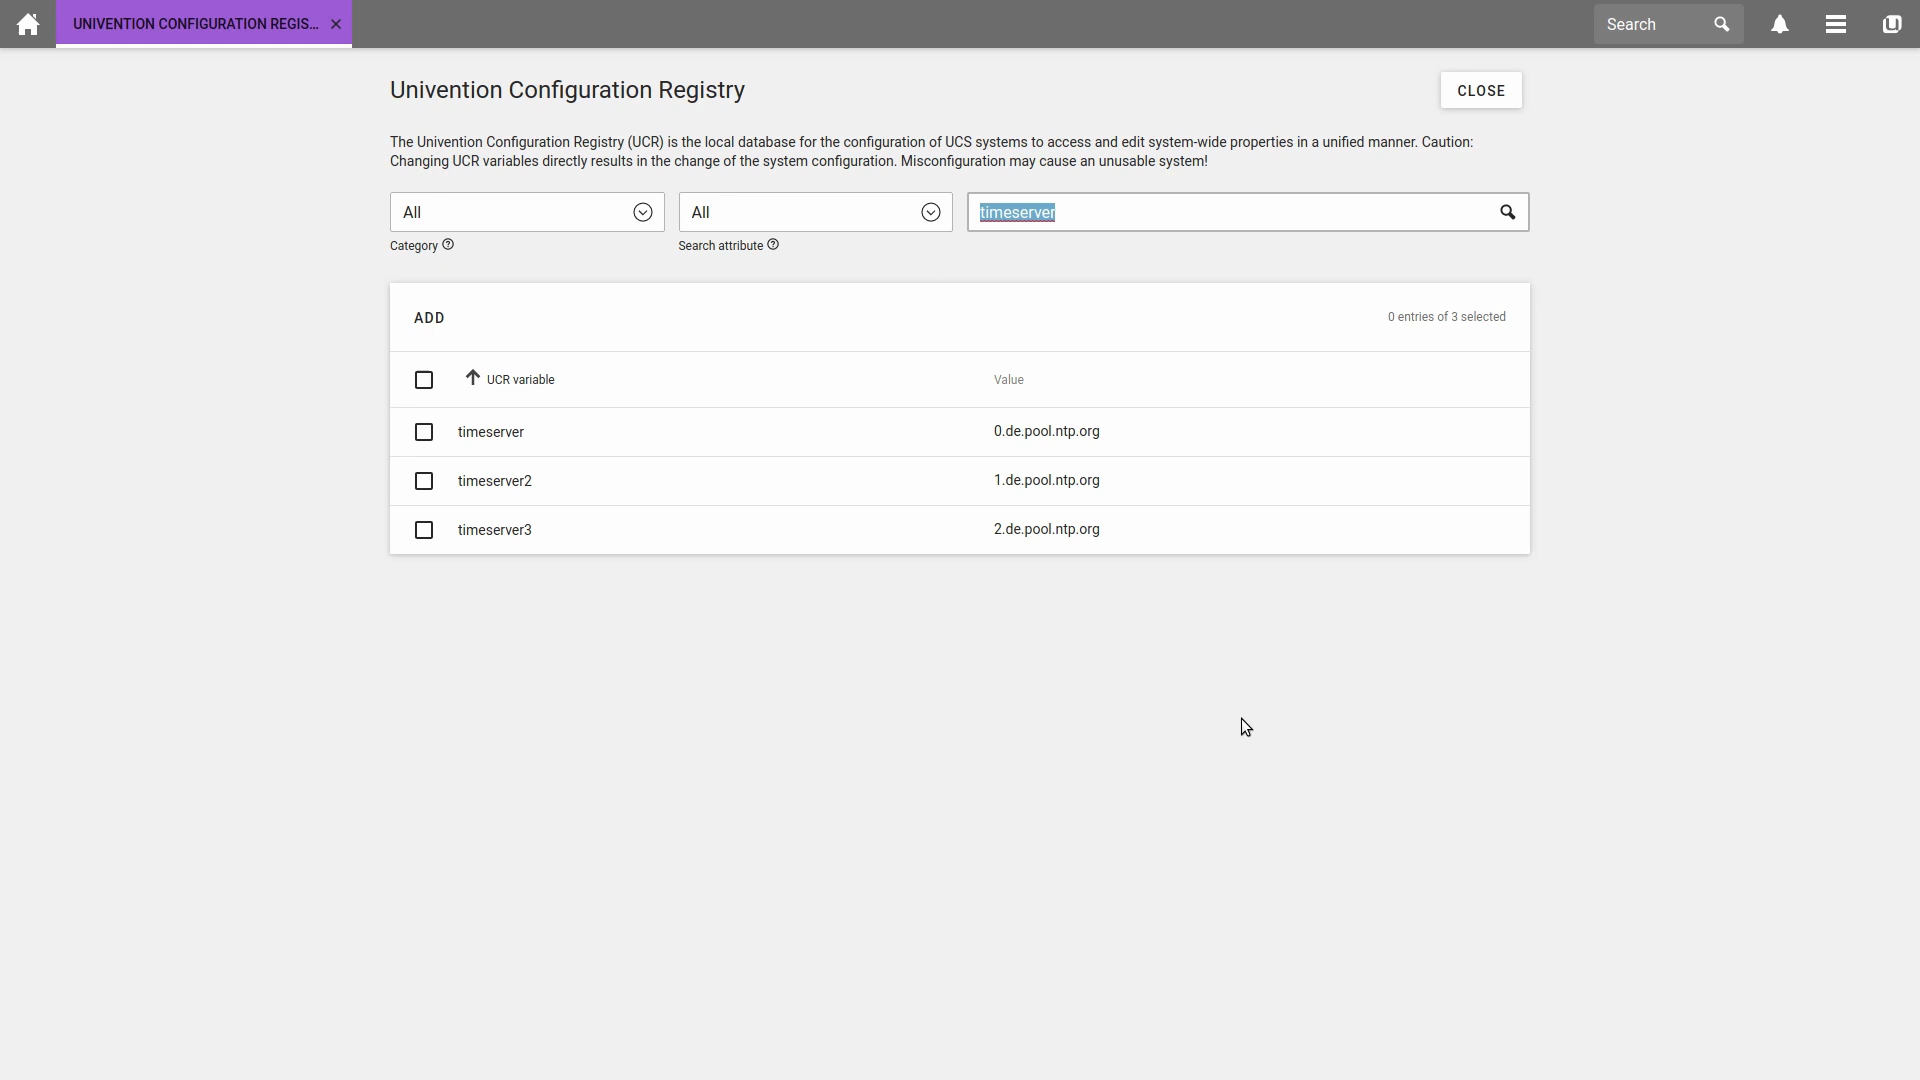 UNIVENTION CONFIGURATION REGIS...
Search
Univention Configuration Registry
CLOSE
The Univention Configuration Registry (UCR) is the local database for the configuration of UCS systems to access and edit system-wide properties in a unified manner. Caution:
Changing UCR variables directly results in the change of the system configuration. Misconfiguration may cause an unusable system!
All
All
timeserver
Category
Search attribute
ADD
0 entries of 3 selected
UCR variable
Value
timeserver
0.de.pool.ntp.org
timeserver2
1.de.pool.ntp.org
timeserver3
2.de.pool.ntp.org